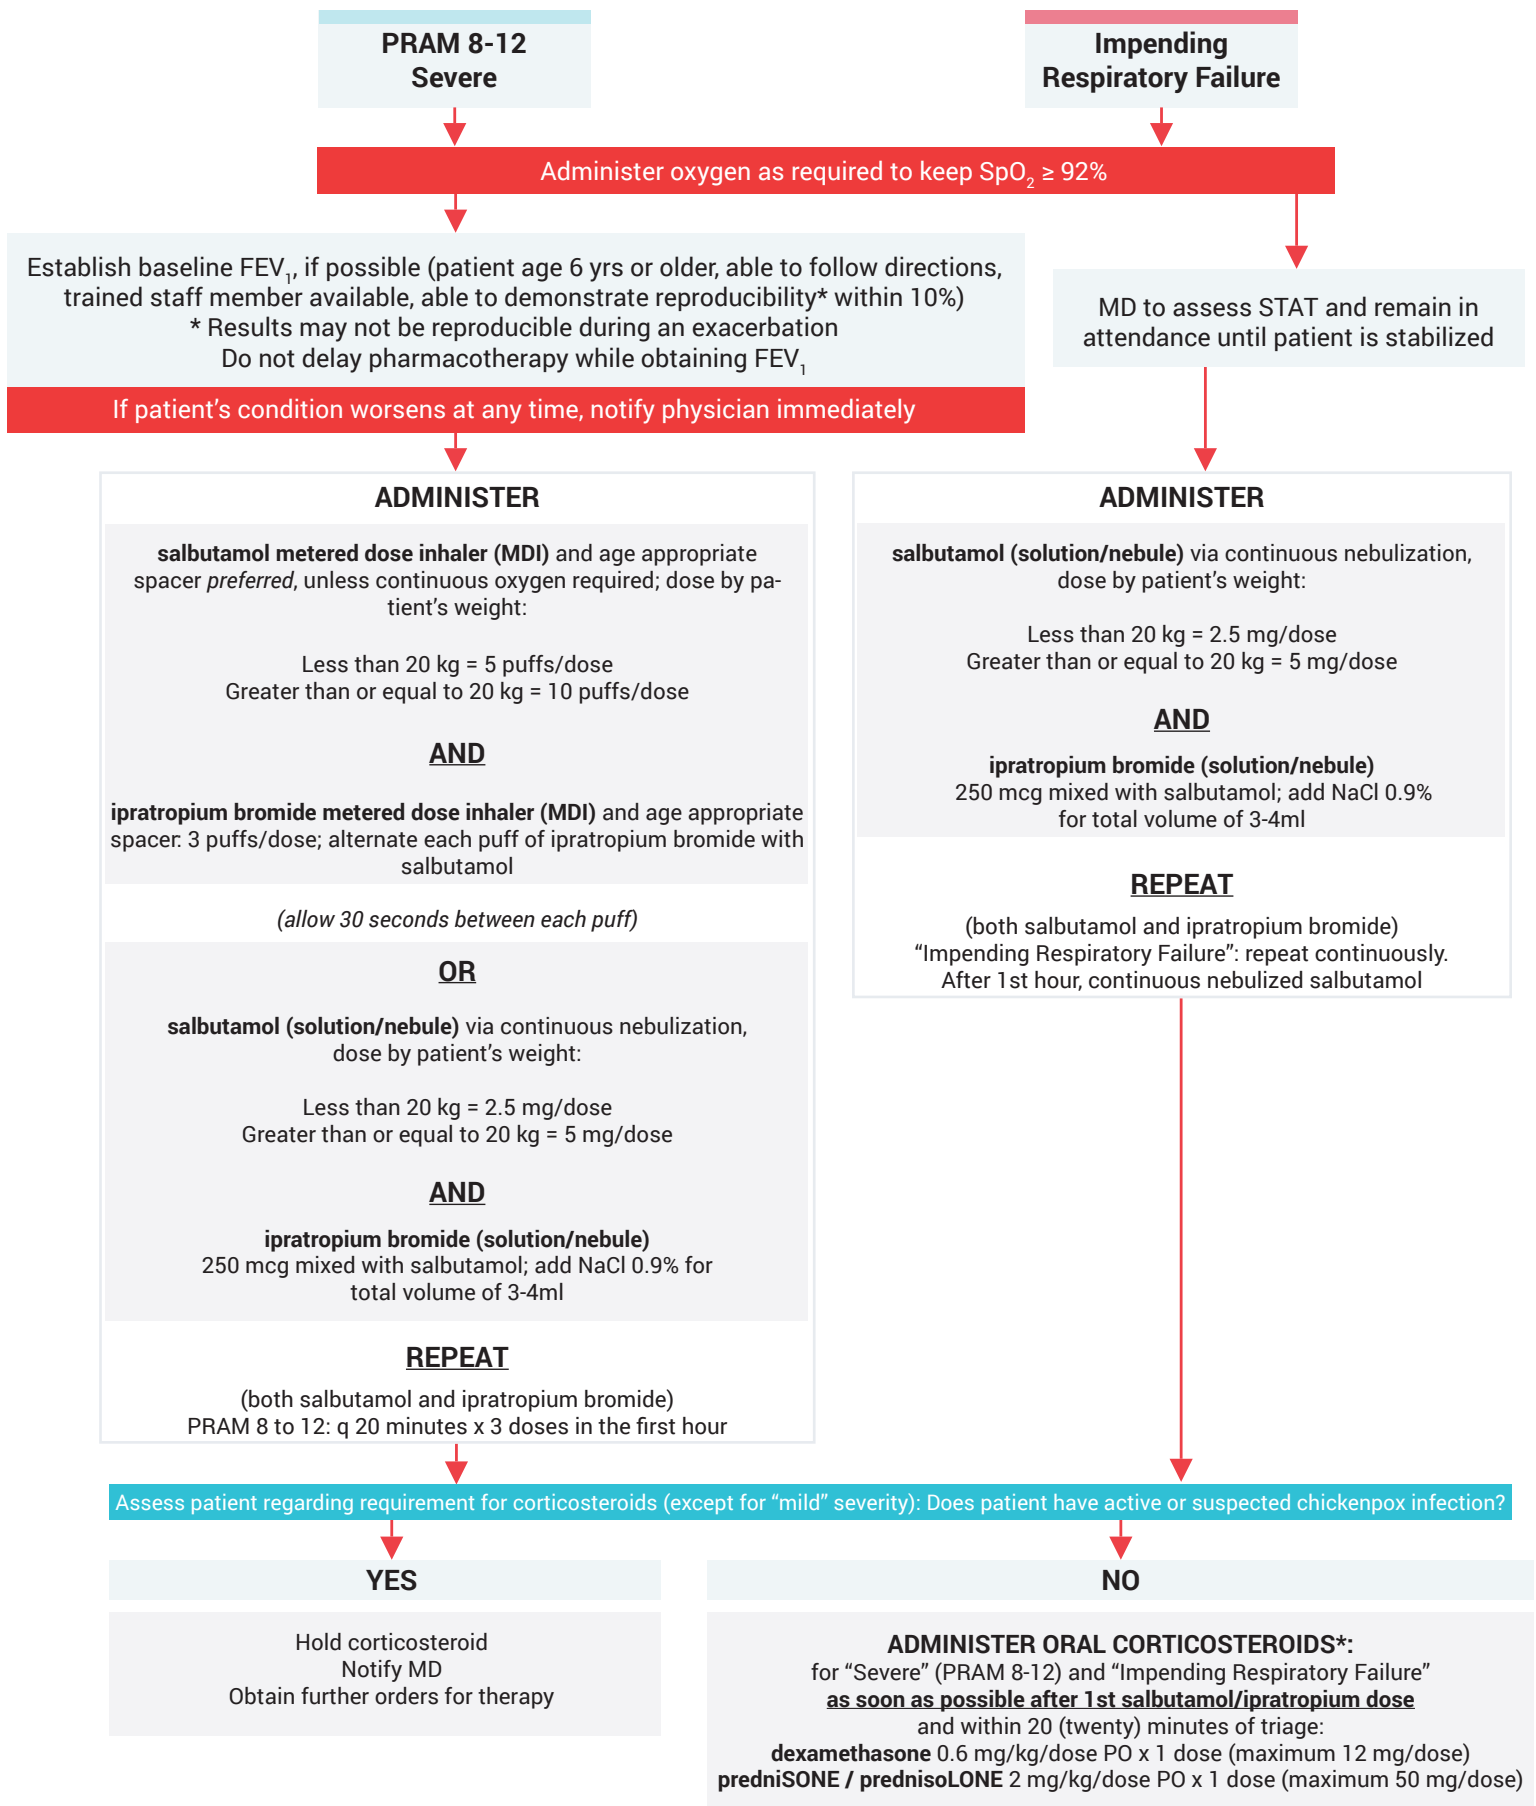 PRAM 8-12
Severe
Impending
Respiratory Failure
Administer oxygen as required to keep SpO₂ ≥ 92%
Establish baseline FEV₁, if possible (patient age 6 yrs or older, able to follow directions,
trained staff member available, able to demonstrate reproducibility* within 10%)
* Results may not be reproducible during an exacerbation
Do not delay pharmacotherapy while obtaining FEV₁
If patient's condition worsens at any time, notify physician immediately
MD to assess STAT and remain in
attendance until patient is stabilized
ADMINISTER
salbutamol metered dose inhaler (MDI) and age appropriate
spacer preferred, unless continuous oxygen required; dose by pa-
tient's weight:
Less than 20 kg = 5 puffs/dose
Greater than or equal to 20 kg = 10 puffs/dose
AND
ipratropium bromide metered dose inhaler (MDI) and age appropriate
spacer: 3 puffs/dose; alternate each puff of ipratropium bromide with
salbutamol
(allow 30 seconds between each puff)
OR
salbutamol (solution/nebule) via continuous nebulization,
dose by patient's weight:
Less than 20 kg = 2.5 mg/dose
Greater than or equal to 20 kg = 5 mg/dose
AND
ipratropium bromide (solution/nebule)
250 mcg mixed with salbutamol; add NaCl 0.9% for
total volume of 3-4ml
REPEAT
(both salbutamol and ipratropium bromide)
PRAM 8 to 12: q 20 minutes x 3 doses in the first hour
ADMINISTER
salbutamol (solution/nebule) via continuous nebulization,
dose by patient's weight:
Less than 20 kg = 2.5 mg/dose
Greater than or equal to 20 kg = 5 mg/dose
AND
ipratropium bromide (solution/nebule)
250 mcg mixed with salbutamol; add NaCl 0.9%
for total volume of 3-4ml
REPEAT
(both salbutamol and ipratropium bromide)
"Impending Respiratory Failure": repeat continuously.
After 1st hour, continuous nebulized salbutamol
Assess patient regarding requirement for corticosteroids (except for "mild" severity): Does patient have active or suspected chickenpox infection?
YES
Hold corticosteroid
Notify MD
Obtain further orders for therapy
NO
ADMINISTER ORAL CORTICOSTEROIDS*:
for "Severe" (PRAM 8-12) and "Impending Respiratory Failure"
as soon as possible after 1st salbutamol/ipratropium dose
and within 20 (twenty) minutes of triage:
dexamethasone 0.6 mg/kg/dose PO x 1 dose (maximum 12 mg/dose)
predniSONE / prednisoLONE 2 mg/kg/dose PO x 1 dose (maximum 50 mg/dose)